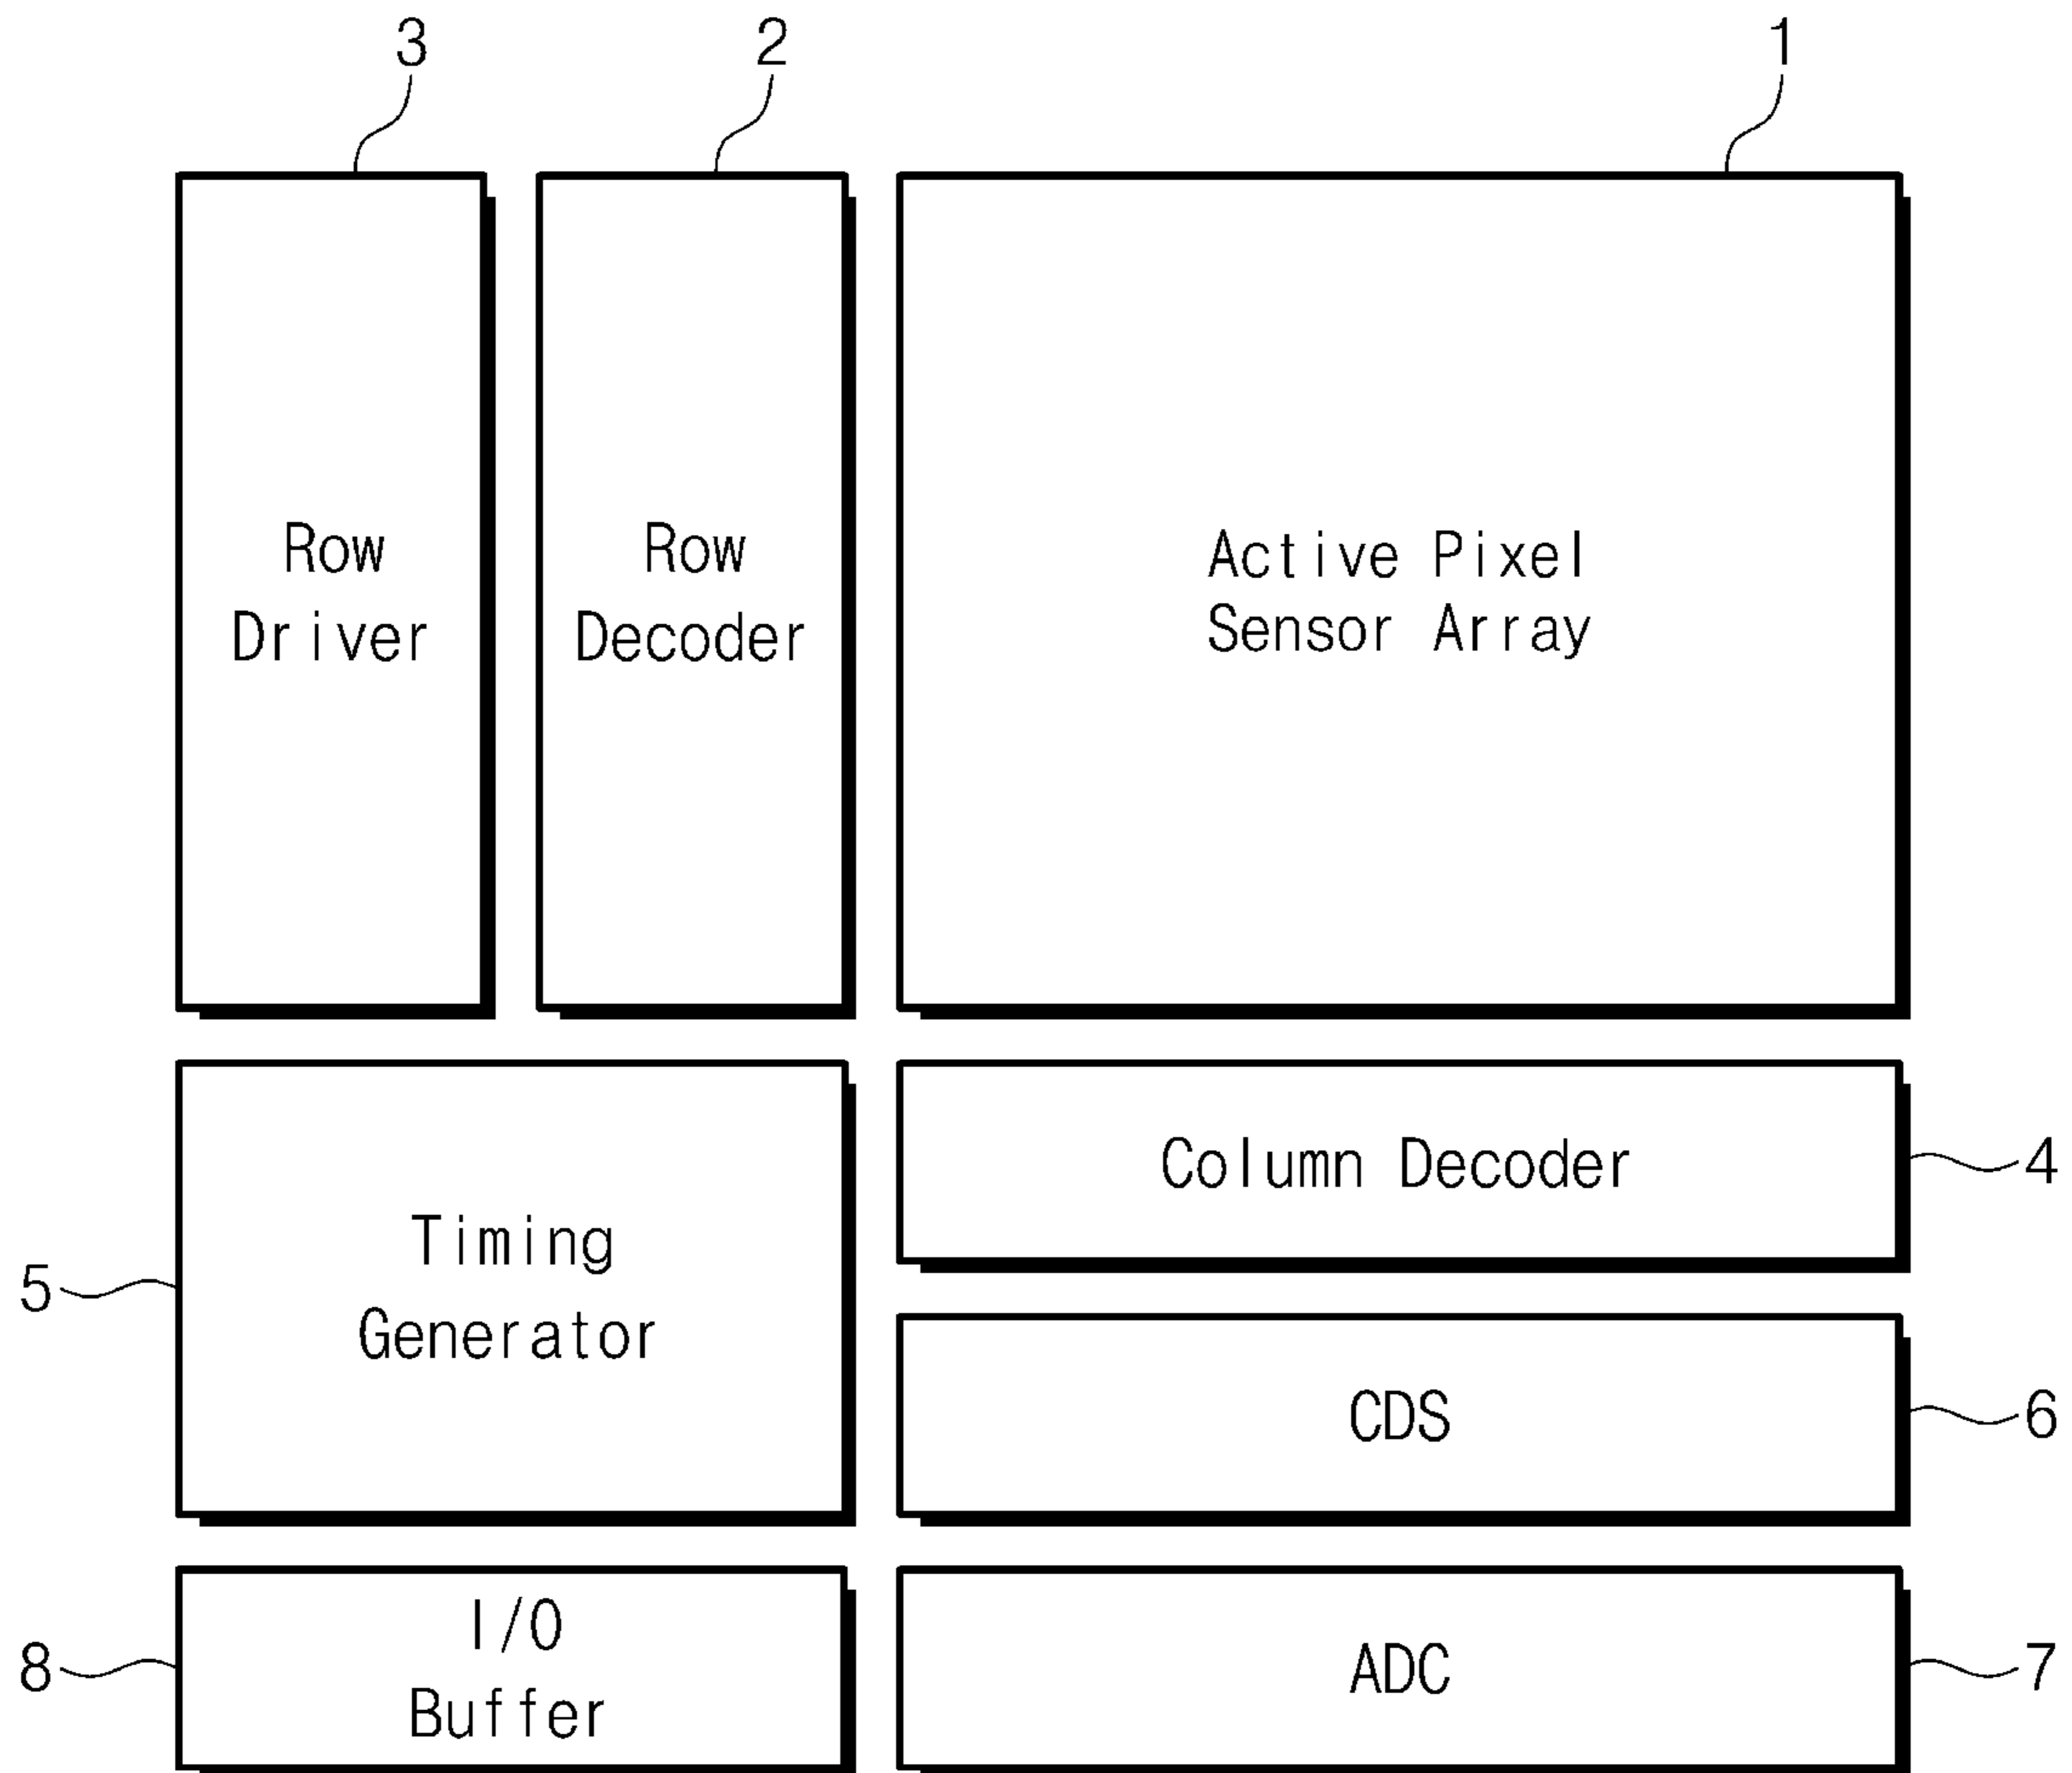 3
2
1
Row
Driver
Row
Decoder
Active Pixel
Sensor Array
Column Decoder
4
Timing
Generator
5
CDS
6
I/O
Buffer
8
ADC
7